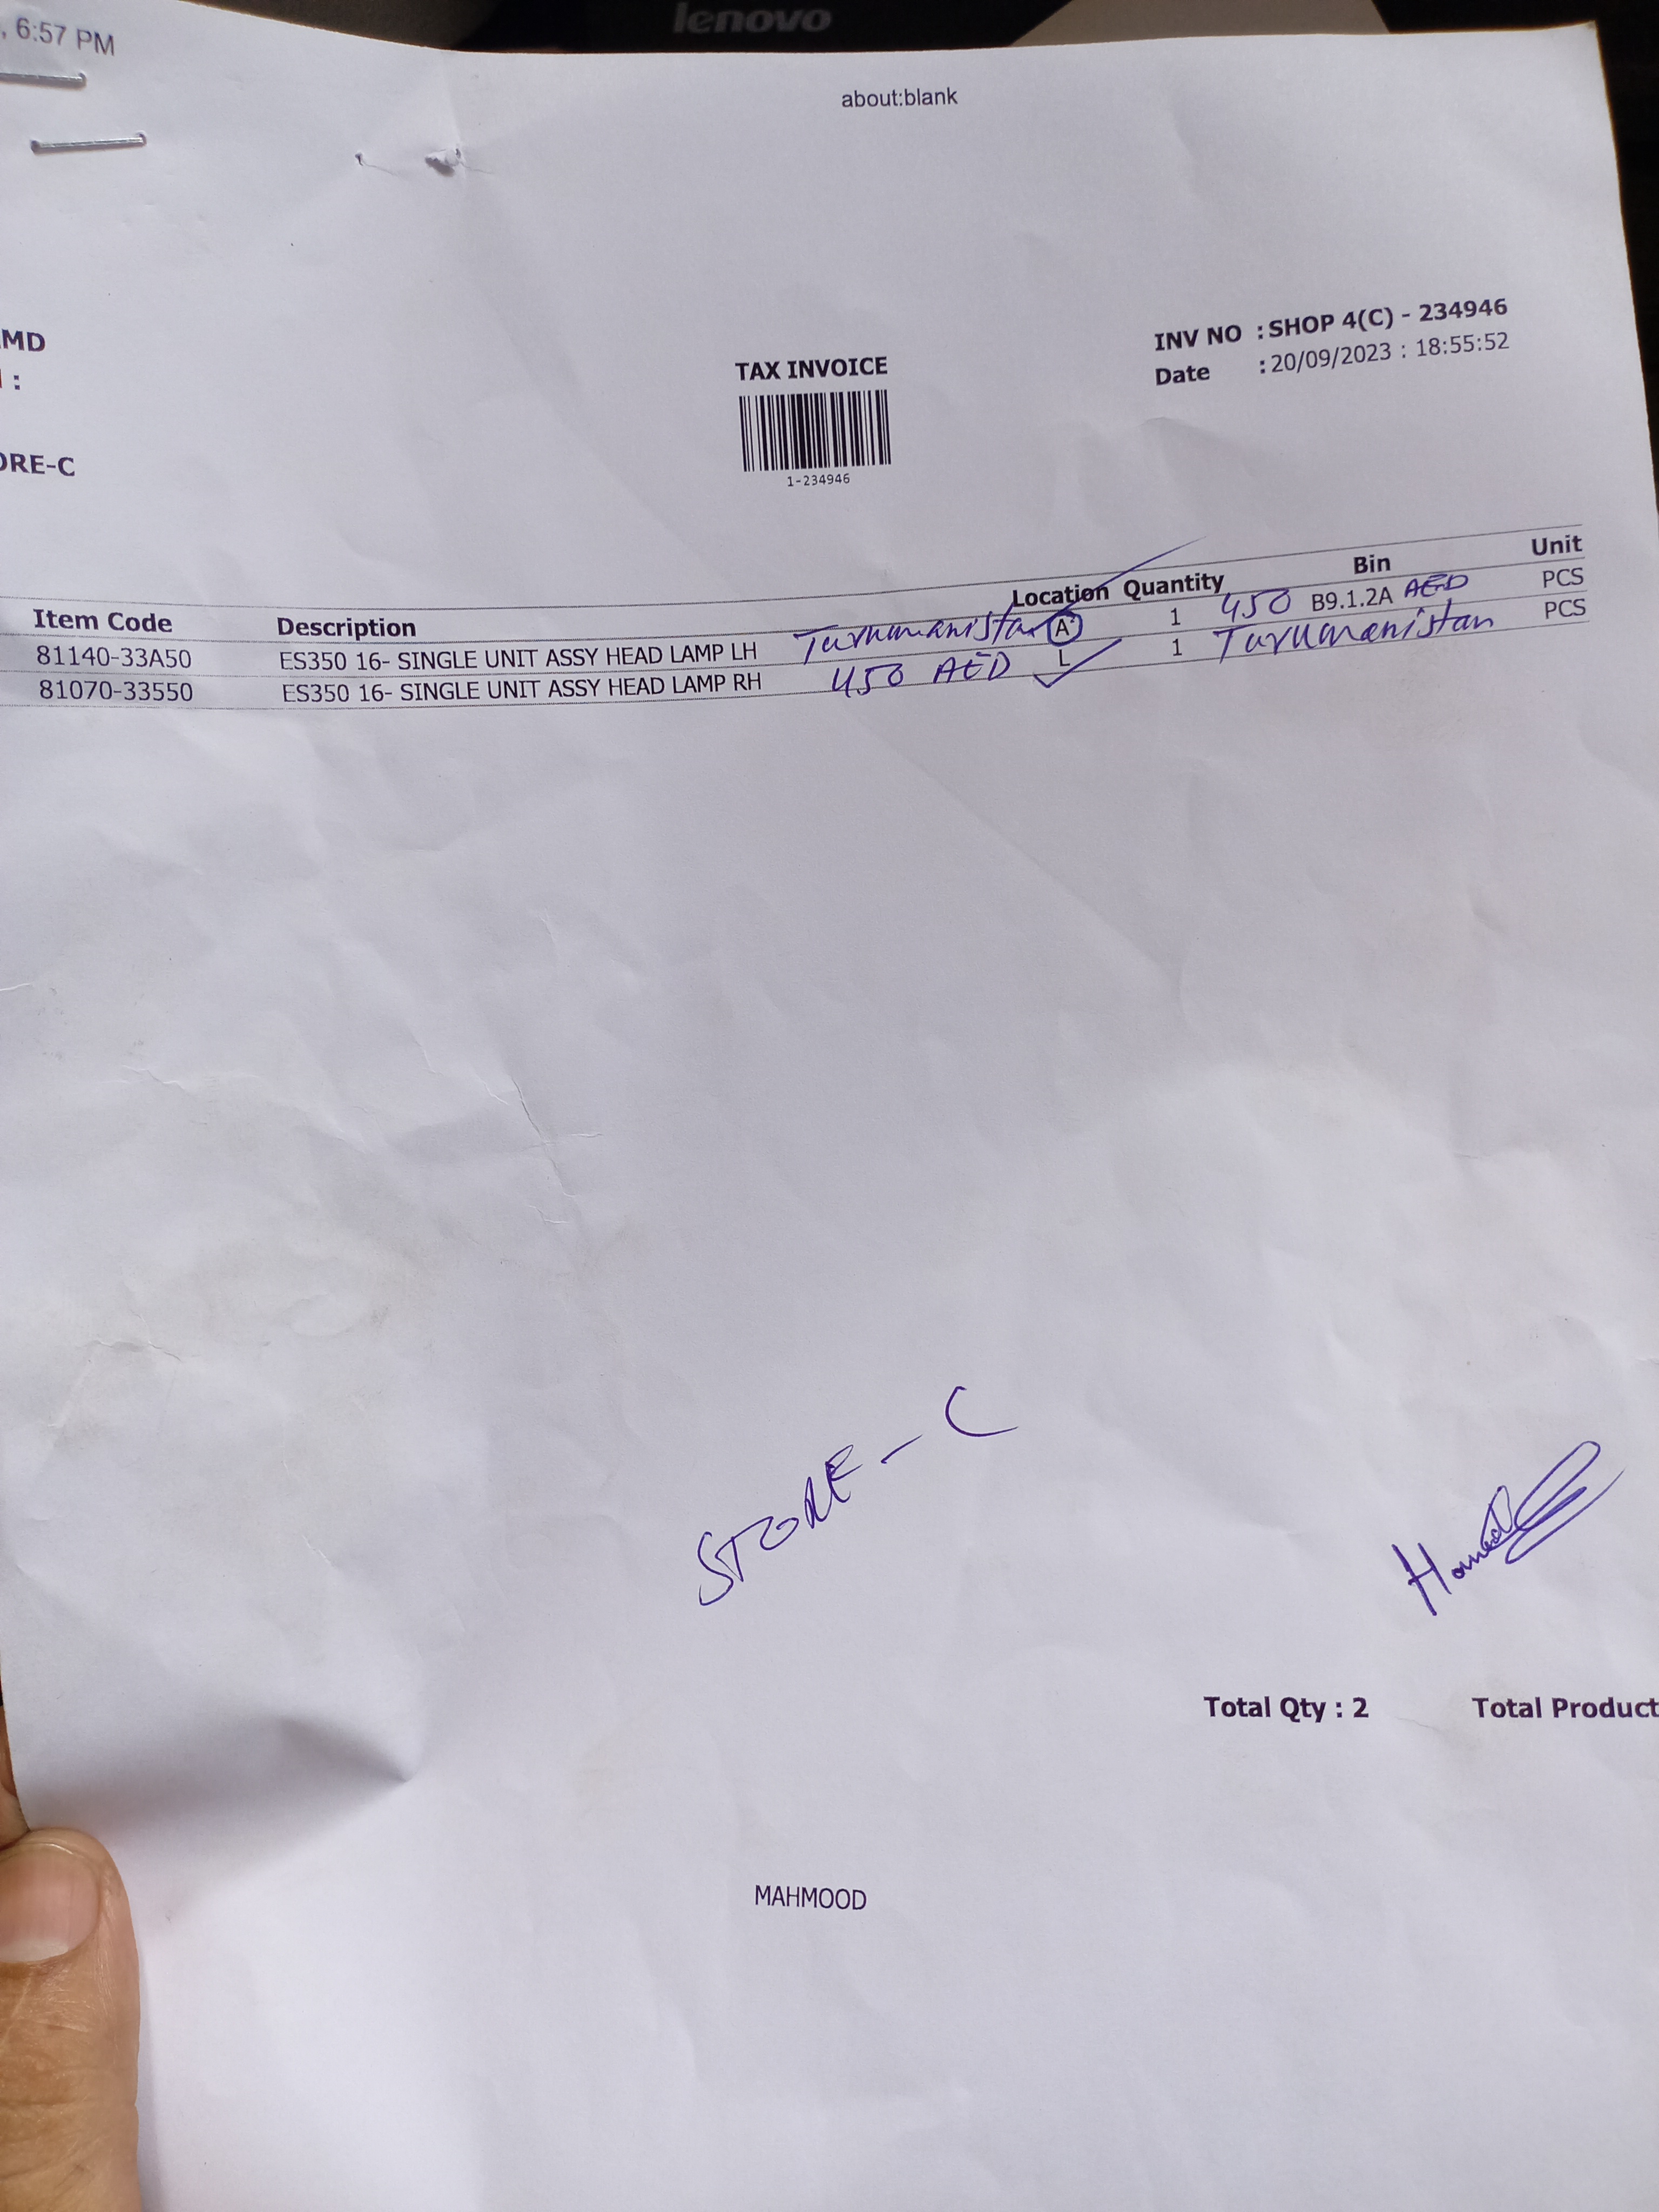 lenovo
, 6:57 PM
about:blank
MD
:
ORE-C
TAX INVOICE
1-234946
INV NO : SHOP 4(C) - 234946
Date : 20/09/2023 : 18:55:52
Item Code Description Location Quantity Bin Unit
81140-33A50 ES350 16- SINGLE UNIT ASSY HEAD LAMP LH Turkmanistan A 1 450 B9.1.2A AED PCS
81070-33550 ES350 16- SINGLE UNIT ASSY HEAD LAMP RH 450 AED L 1 Turkmanistan PCS
STORE - C
Total Qty : 2 Total Product
MAHMOOD